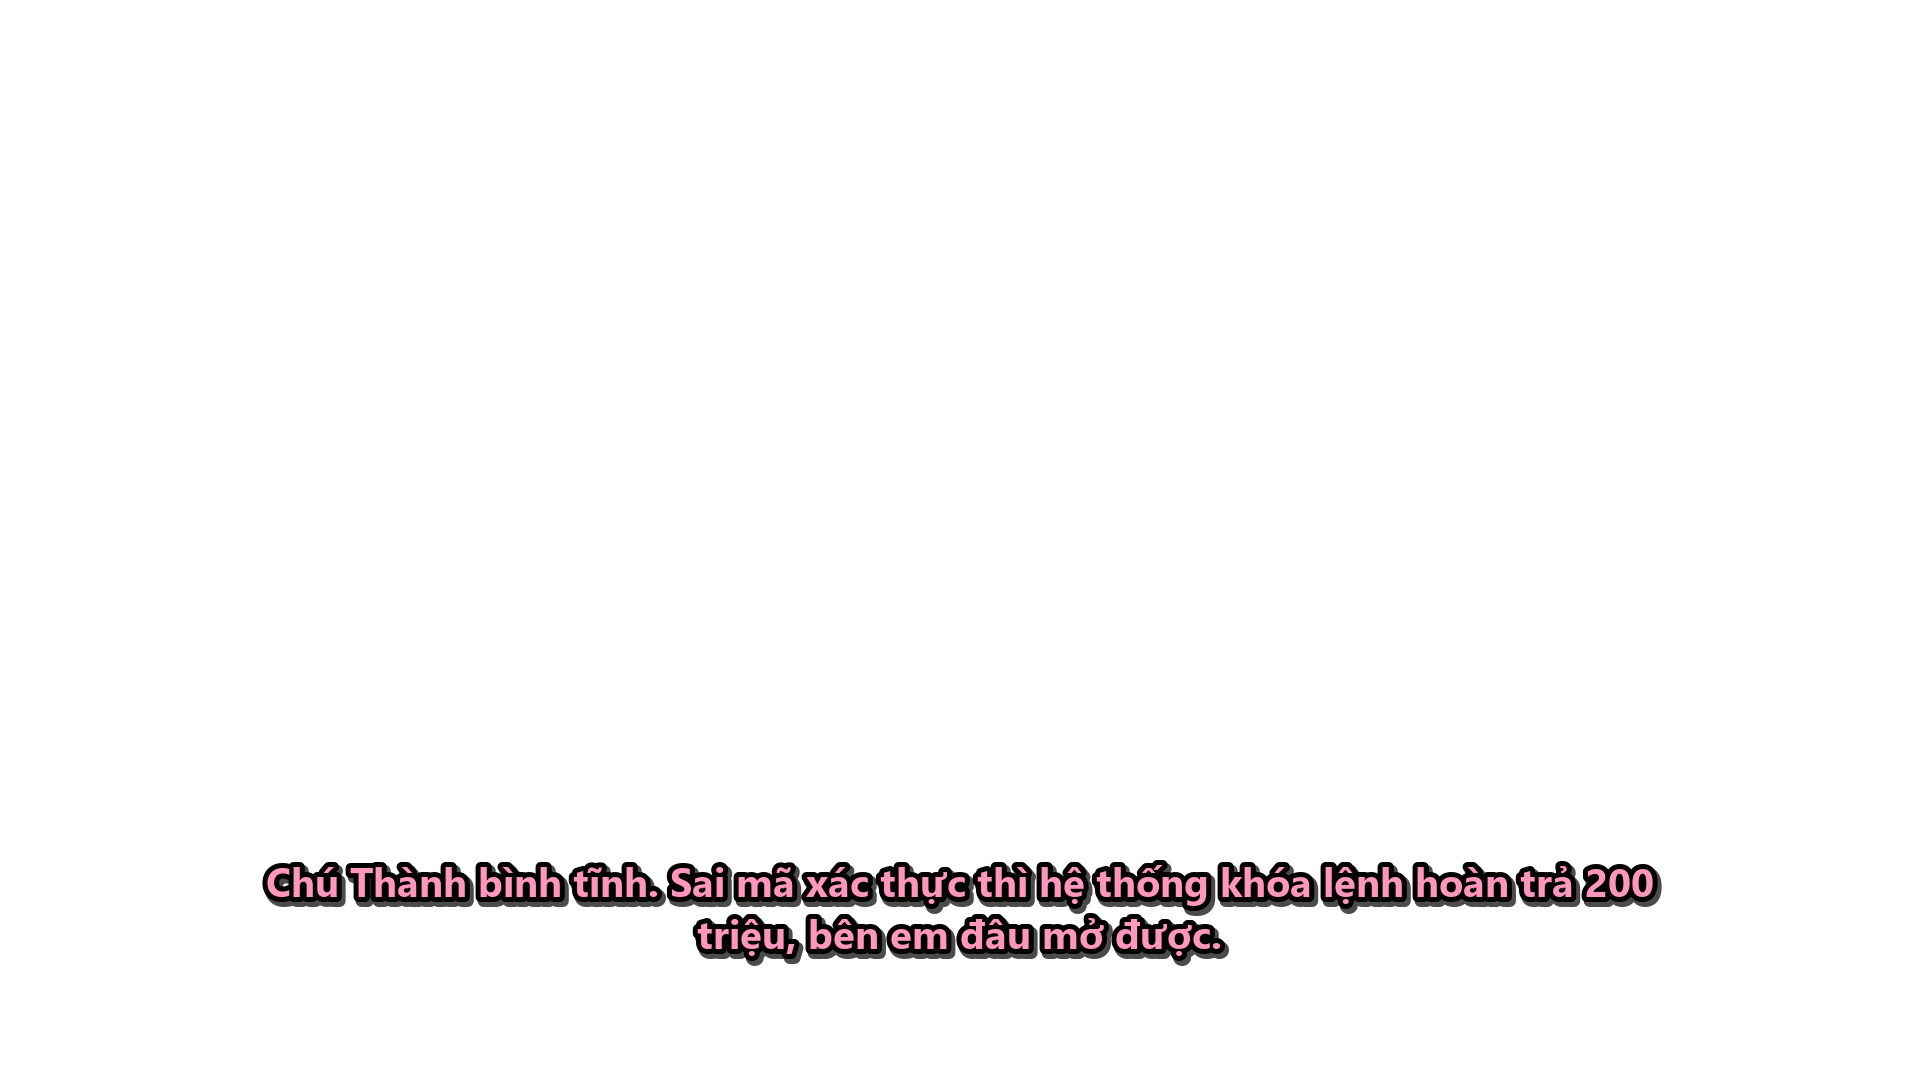 Chú Thành bình tĩnh. Sai mã xác thực thì hệ thống khóa lệnh hoàn trả 200
triệu, bên em đâu mở được.